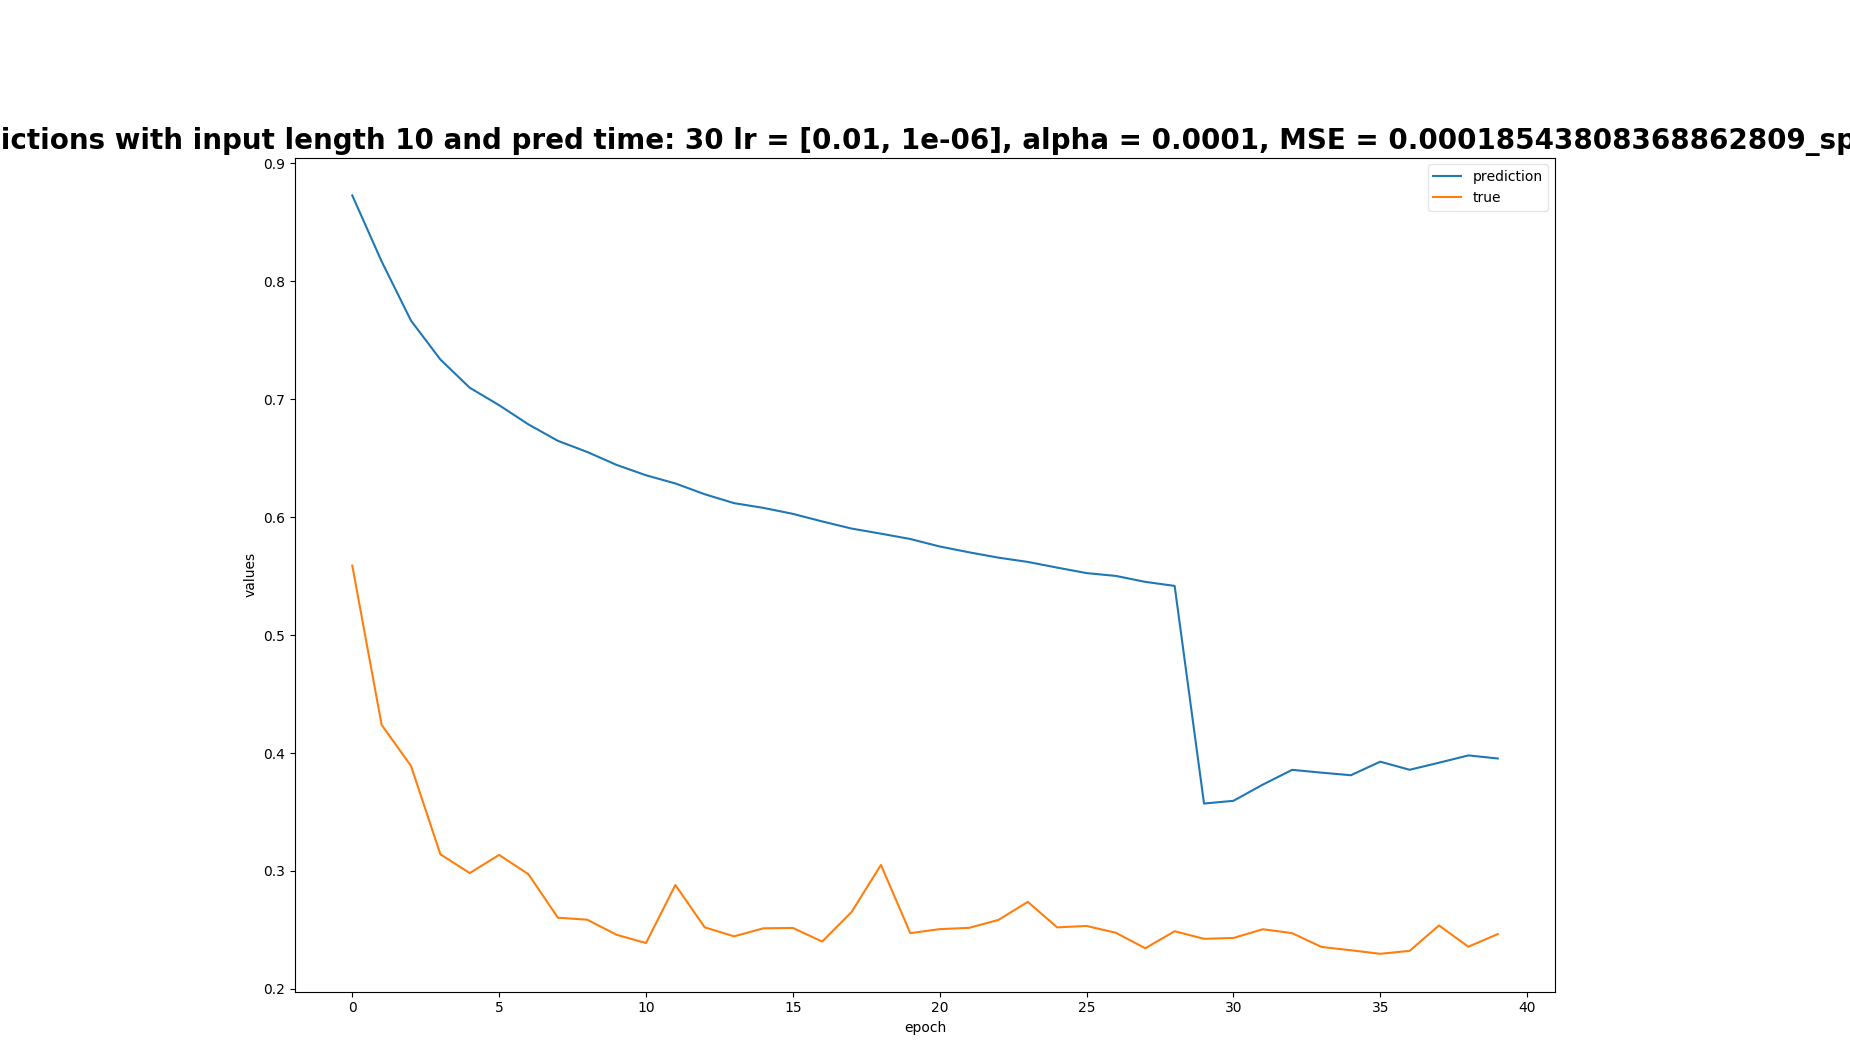 ictions with input length 10 and pred time: 30 lr = [0.01, 1e-06], alpha = 0.0001, MSE = 0.00018543808368862809_sp
prediction
true
0.9
0.8
0.7
0.6
0.5
0.4
0.3
0.2
values
0 5 10 15 20 25 30 35 40
epoch